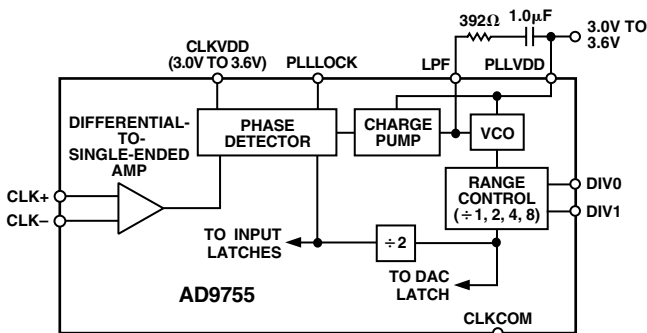 392Ω
1.0μF
3.0V TO
3.6V
CLKVDD
(3.0V TO 3.6V)
PLLLOCK
LPF
PLLVDD
DIFFERENTIAL-
TO-
SINGLE-ENDED
AMP
PHASE
DETECTOR
CHARGE
PUMP
VCO
CLK+
CLK–
RANGE
CONTROL
(÷1, 2, 4, 8)
DIV0
DIV1
TO INPUT
LATCHES
÷2
TO DAC
LATCH
AD9755
CLKCOM